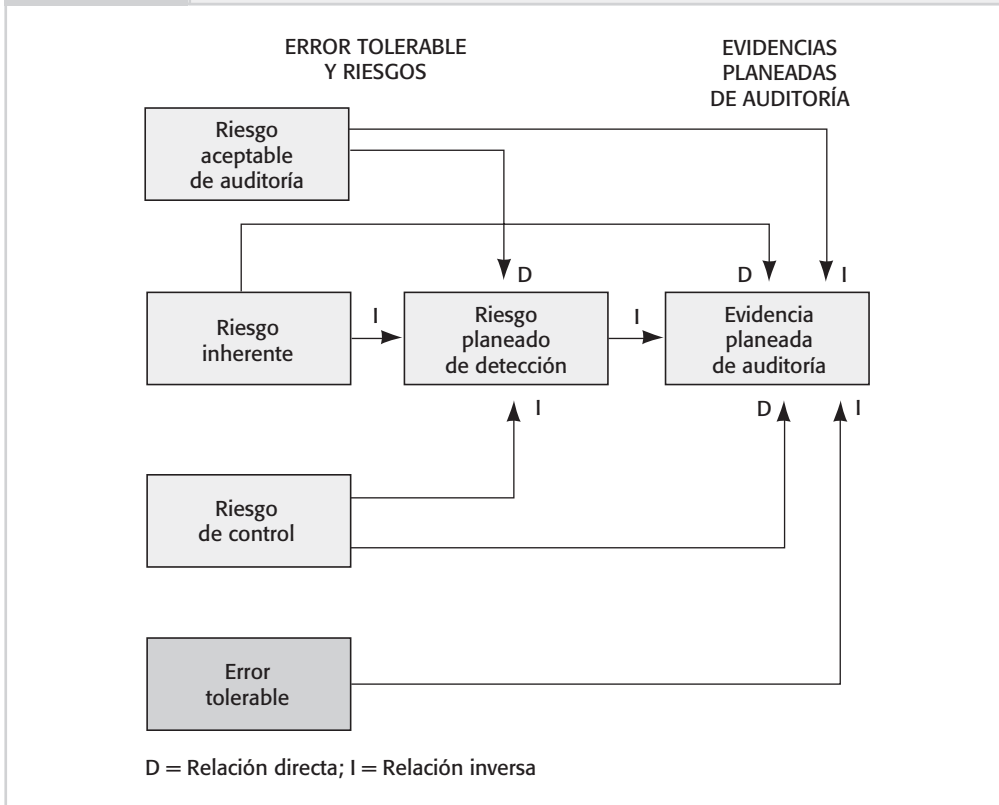 ERROR TOLERABLE
Y RIESGOS
EVIDENCIAS
PLANEADAS
DE AUDITORÍA
Riesgo
aceptable
de auditoría
D
D
I
Riesgo
inherente
I
Riesgo
planeado
de detección
I
Evidencia
planeada
de auditoría
I
D
I
Riesgo
de control
Error
tolerable
D = Relación directa; I = Relación inversa